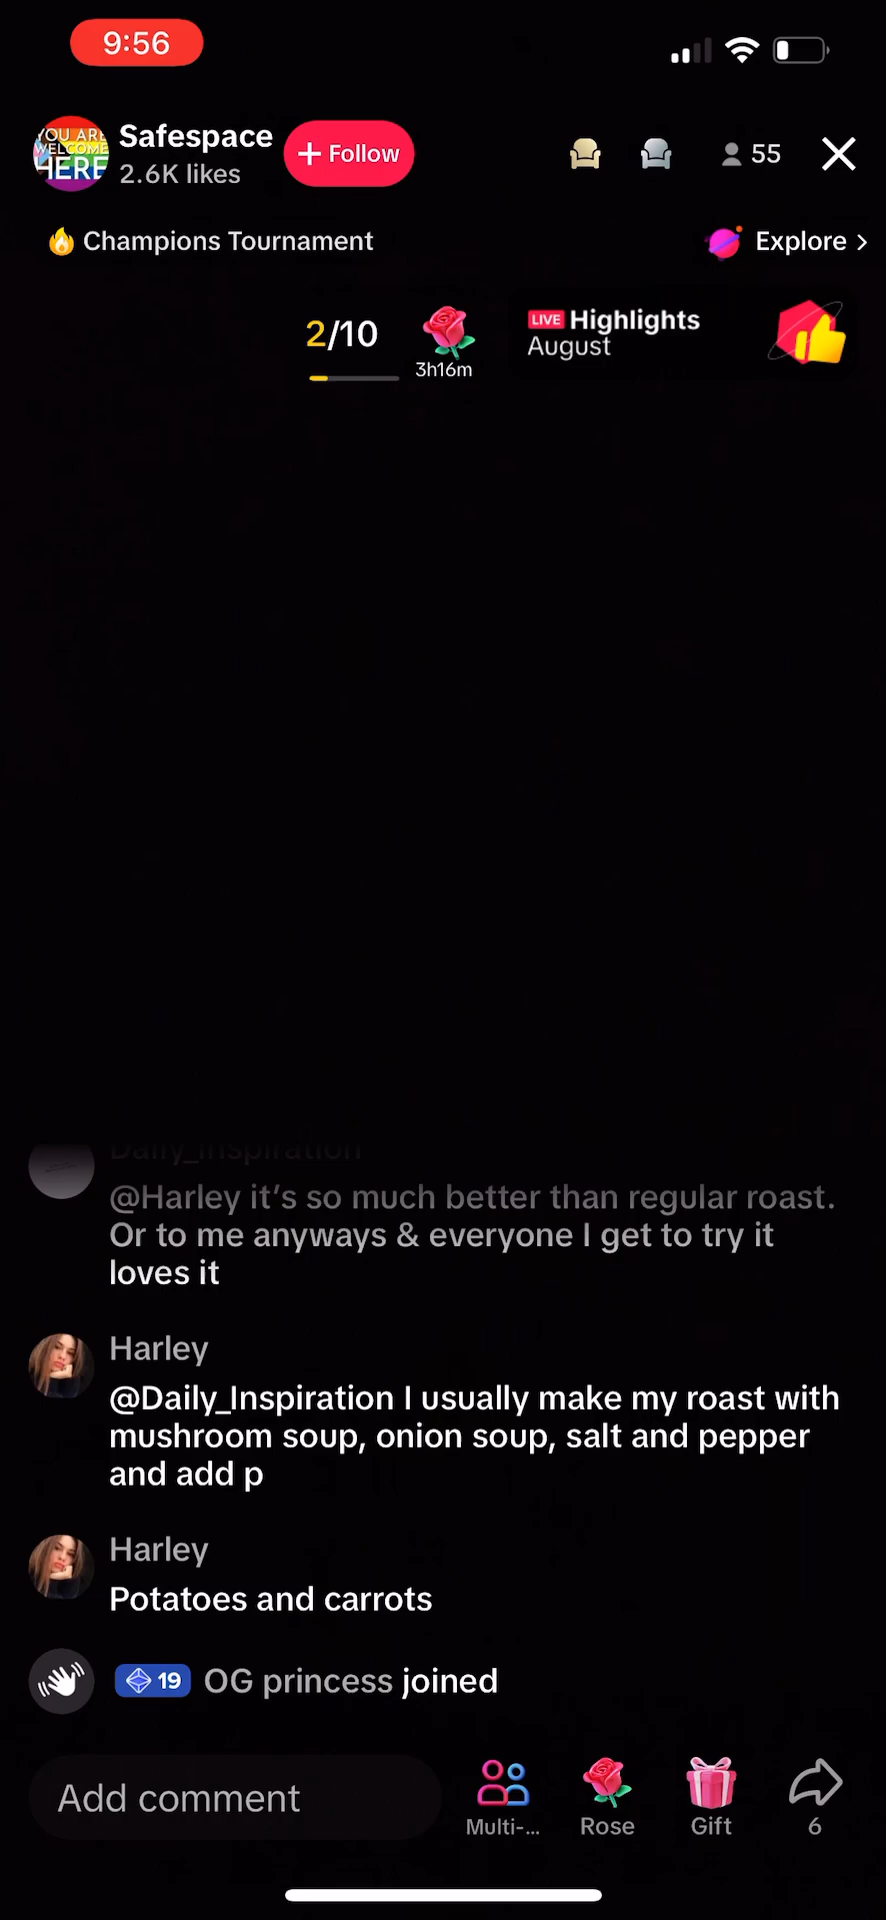 9:56
YOU ARE
WELCOME
HERE
Safespace
2.6K likes
+ Follow
55
Champions Tournament
Explore >
2/10
3h16m
LIVE Highlights
August
Daily_Inspiration
@Harley it’s so much better than regular roast.
Or to me anyways & everyone I get to try it
loves it
Harley
@Daily_Inspiration I usually make my roast with
mushroom soup, onion soup, salt and pepper
and add p
Harley
Potatoes and carrots
19 OG princess joined
Add comment
Multi-...
Rose
Gift
6